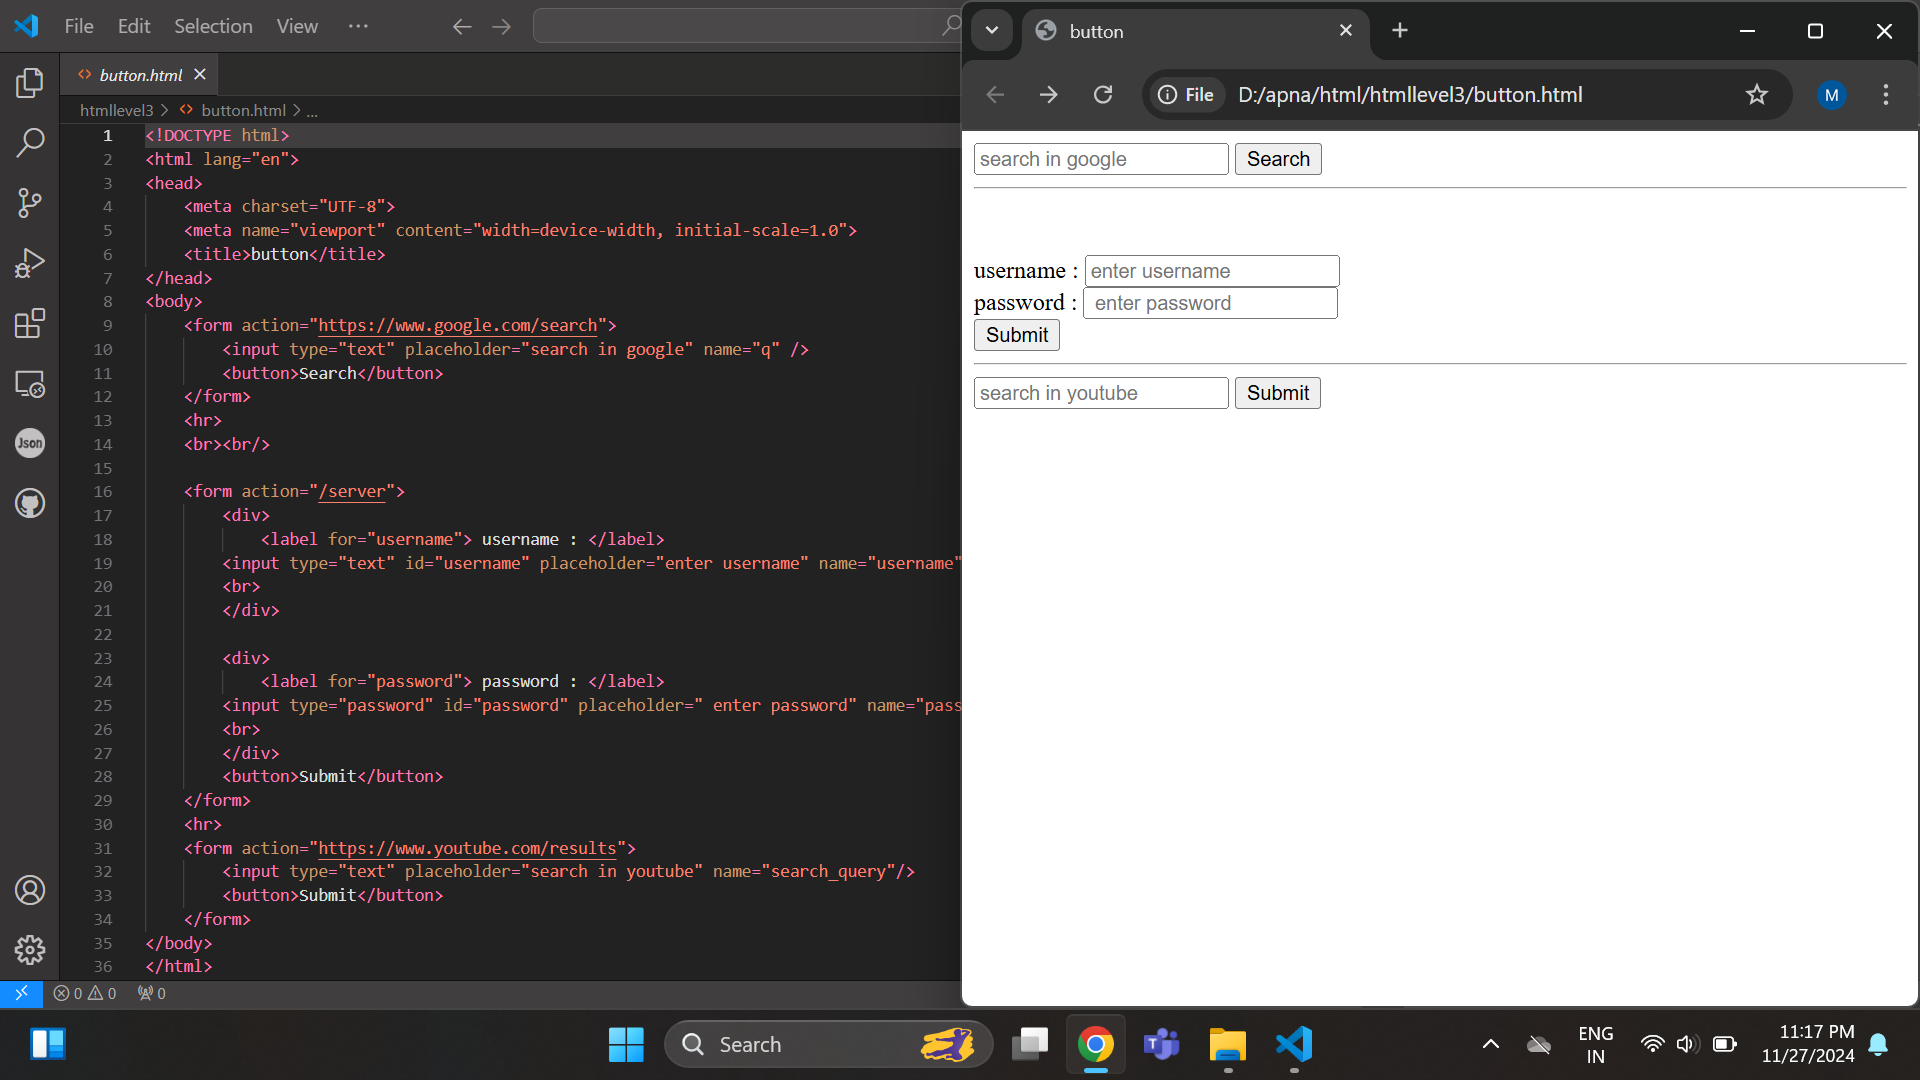 File Edit Selection View ...
button.html
htmllevel3 > button.html > ...
1 <!DOCTYPE html>
2 <html lang="en">
3 <head>
4 <meta charset="UTF-8">
5 <meta name="viewport" content="width=device-width, initial-scale=1.0">
6 <title>button</title>
7 </head>
8 <body>
9 <form action="https://www.google.com/search">
10 <input type="text" placeholder="search in google" name="q" />
11 <button>Search</button>
12 </form>
13 <hr>
14 <br><br/>
15
16 <form action="/server">
17 <div>
18 <label for="username"> username : </label>
19 <input type="text" id="username" placeholder="enter username" name="username"
20 <br>
21 </div>
22
23 <div>
24 <label for="password"> password : </label>
25 <input type="password" id="password" placeholder=" enter password" name="pass
26 <br>
27 </div>
28 <button>Submit</button>
29 </form>
30 <hr>
31 <form action="https://www.youtube.com/results">
32 <input type="text" placeholder="search in youtube" name="search_query"/>
33 <button>Submit</button>
34 </form>
35 </body>
36 </html>
Json
0 0 0
button
File D:/apna/html/htmllevel3/button.html
M
search in google Search
username : enter username
password : enter password
Submit
search in youtube Submit
Search
T
ENG
IN
11:17 PM
11/27/2024